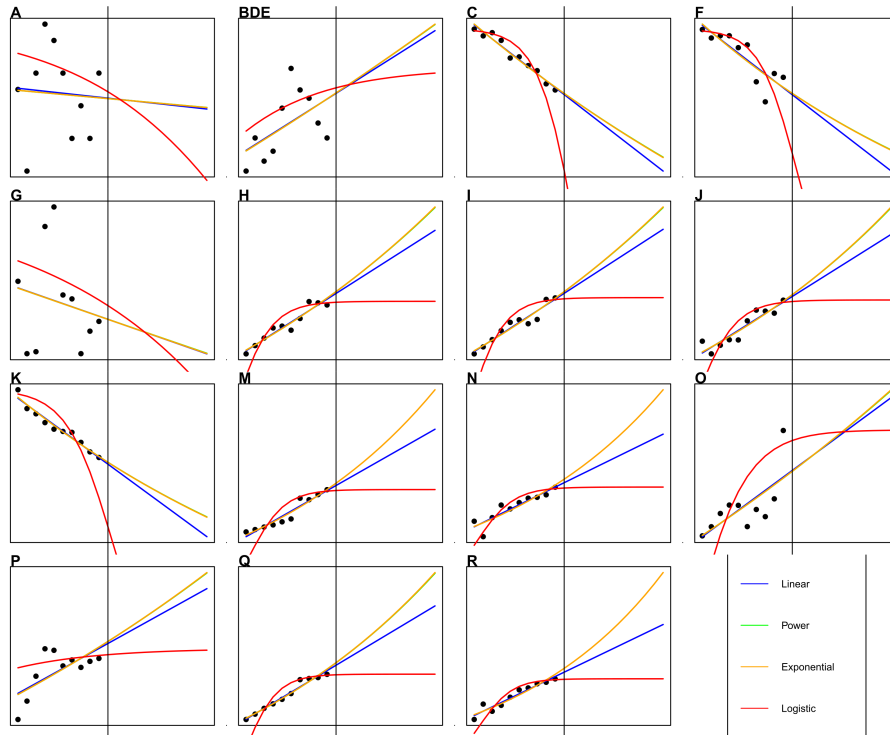 A BDE C F
G H I J
K M N O
P Q R
Linear
Power
Exponential
Logistic